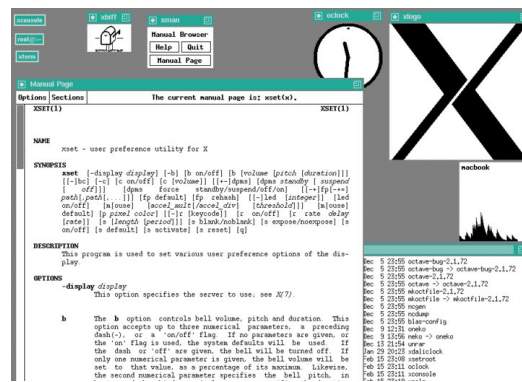 xconsole
root@:~
xterm
xbiff
xman
Manual Browser
Help Quit
Manual Page
oclock
xlogo
Manual Page
Options Sections The current manual page is: xset(x).
XSET(1) XSET(1)
NAME
xset - user preference utility for X
SYNOPSIS
xset [-display display] [-b] [b on/off] [b [volume [pitch [duration]]]
[[-]bc] [-c] [c on/off] [c [volume]] [[+-]dpms] [dpms standby [ suspend
[ off]]] [dpms force standby/suspend/off/on] [[-+]fp[-+=]
path[,path[,...]]] [fp default] [fp rehash] [[-]led [integer]] [led
on/off] [m[ouse] [accel_mult[/accel_div] [threshold]]] [m[ouse]
default] [p pixel color] [[-]r [keycode]] [r on/off] [r rate delay
[rate]] [s [length [period]]] [s blank/noblank] [s expose/noexpose] [s
on/off] [s default] [s activate] [s reset] [q]
DESCRIPTION
This program is used to set various user preference options of the dis-
play.
OPTIONS
-display display
This option specifies the server to use; see X(7).
b The b option controls bell volume, pitch and duration. This
option accepts up to three numerical parameters, a preceding
dash(-), or a 'on/off' flag. If no parameters are given, or
the 'on' flag is used, the system defaults will be used. If
the dash or 'off' are given, the bell will be turned off. If
only one numerical parameter is given, the bell volume will be
set to that value, as a percentage of its maximum. Likewise,
the second numerical parameter specifies the bell pitch, in
macbook
Dec 5 23:55 octave-bug-2.1.72
Dec 5 23:55 octave-bug -> octave-bug-2.1.72
Dec 5 23:55 octave-2.1.72
Dec 5 23:55 octave -> octave-2.1.72
Dec 5 23:55 mkoctfile-2.1.72
Dec 5 23:55 mkoctfile -> mkoctfile-2.1.72
Dec 5 23:55 ncgen
Dec 5 23:55 ncdump
Dec 5 23:55 blas-config
Dec 9 12:31 oneko
Dec 9 13:56 neko -> oneko
Dec 13 21:54 unrar
Jan 29 20:23 xdaliclock
Feb 15 23:08 xsetroot
Feb 15 23:11 oclock
Feb 15 23:11 xconsole